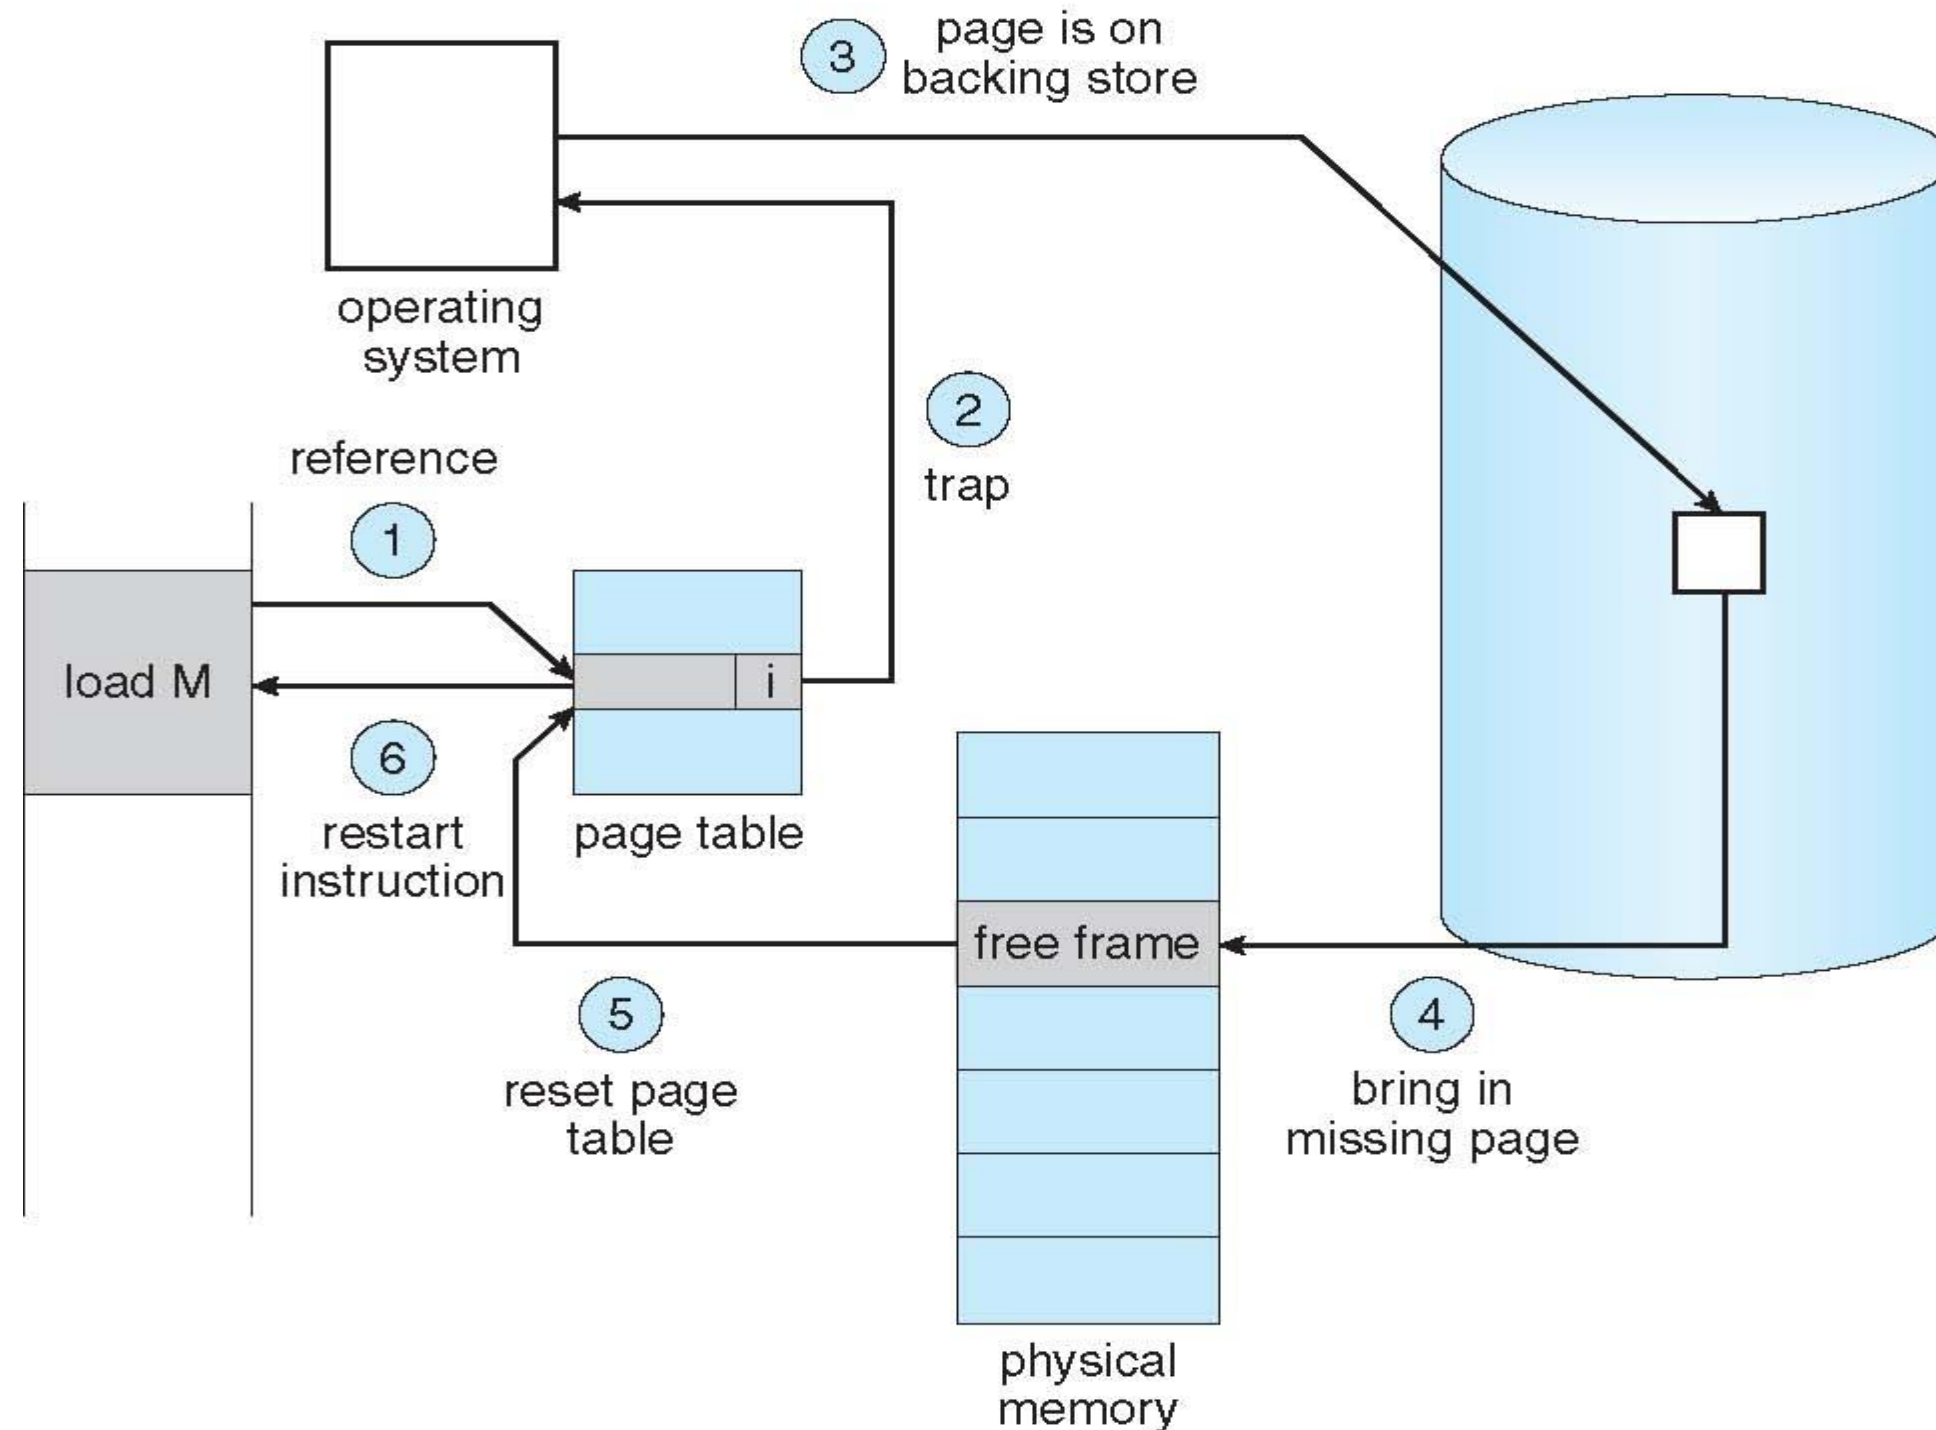 3
page is on
backing store
operating
system
2
trap
reference
1
load M
i
6
restart
instruction
page table
free frame
5
reset page
table
4
bring in
missing page
physical
memory